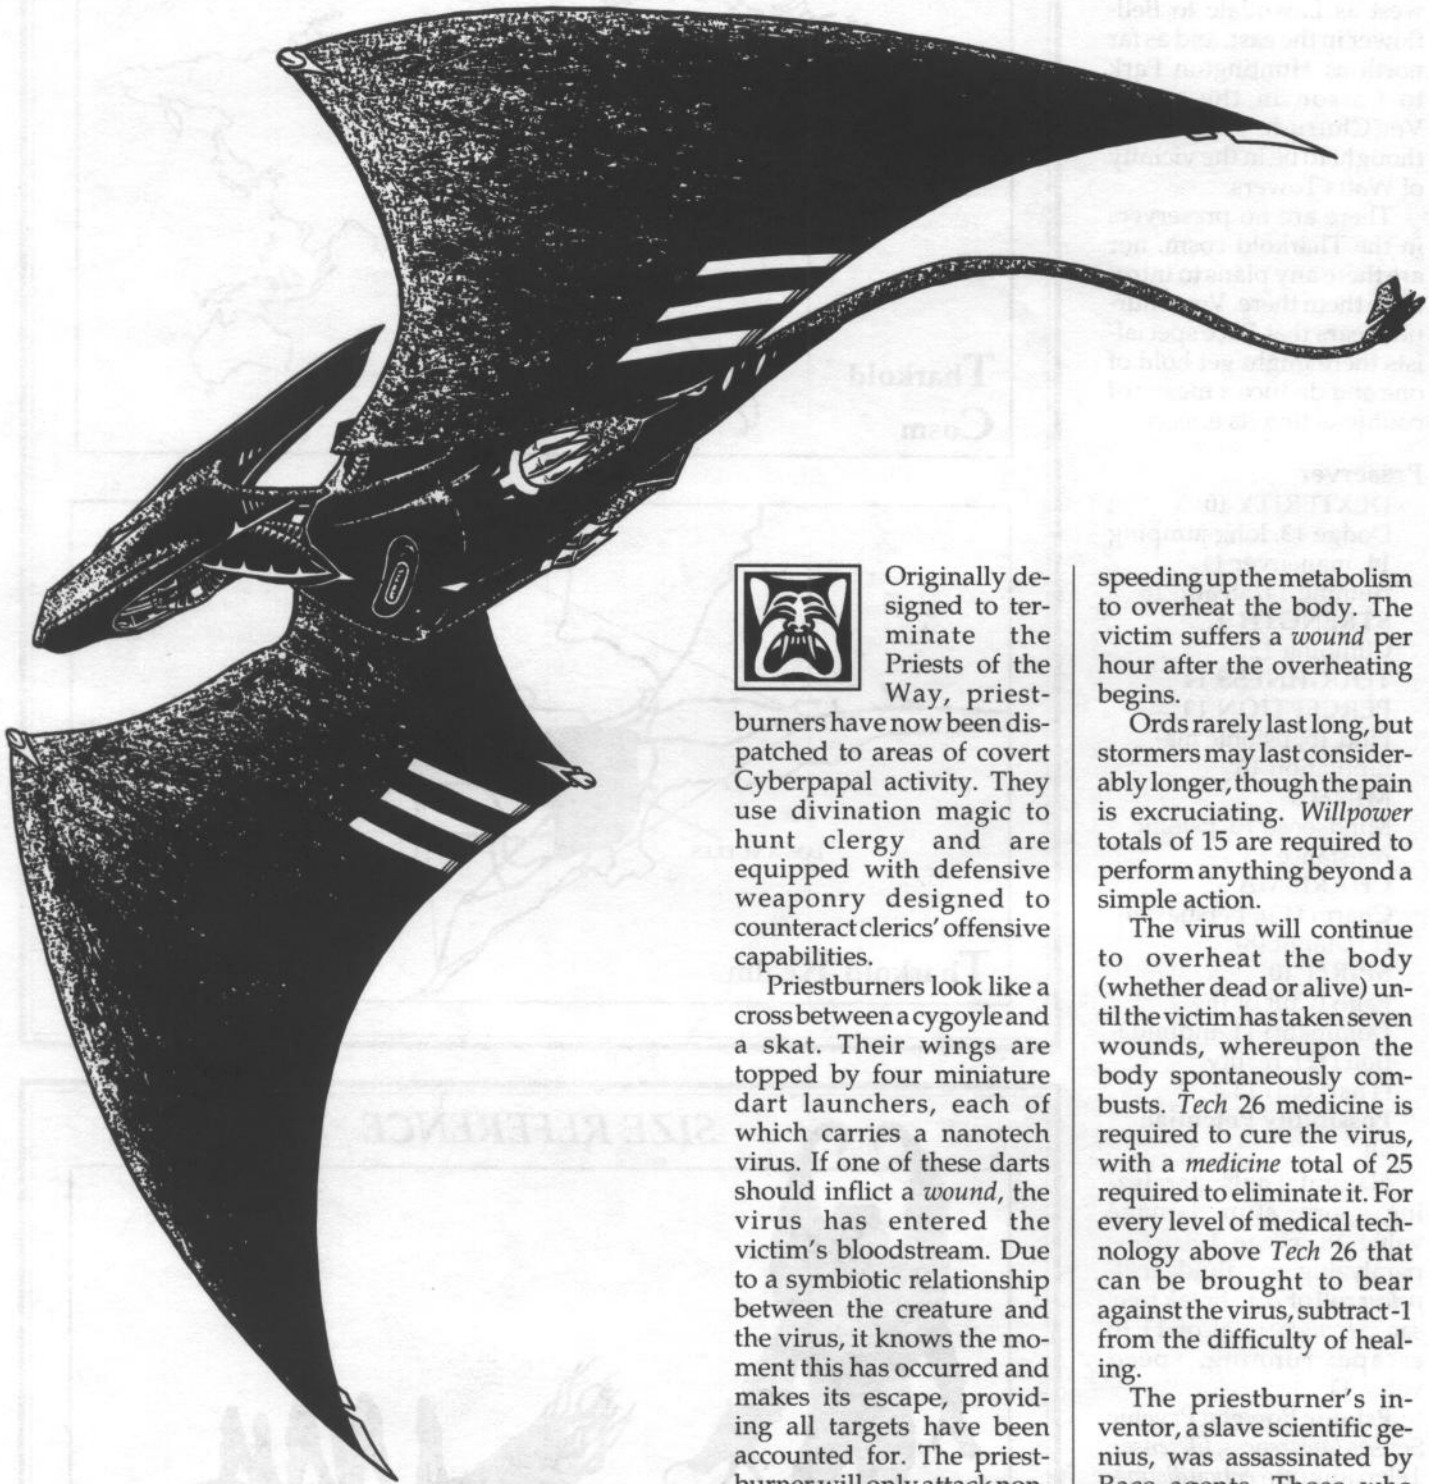 Originally de-
signed to ter-
minate the
Priests of the
Way, priest-
burners have now been dis-
patched to areas of covert
Cyberpapal activity. They
use divination magic to
hunt clergy and are
equipped with defensive
weaponry designed to
counteract clerics' offensive
capabilities.
Priestburners look like a
cross between a cygoyle and
a skat. Their wings are
topped by four miniature
dart launchers, each of
which carries a nanotech
virus. If one of these darts
should inflict a wound, the
virus has entered the
victim's bloodstream. Due
to a symbiotic relationship
between the creature and
the virus, it knows the mo-
ment this has occurred and
makes its escape, provid-
ing all targets have been
accounted for. The priest-
burner will only attack non-
speeding up the metabolism
to overheat the body. The
victim suffers a wound per
hour after the overheating
begins.
Ords rarely last long, but
stormers may last consider-
ably longer, though the pain
is excruciating. Willpower
totals of 15 are required to
perform anything beyond a
simple action.
The virus will continue
to overheat the body
(whether dead or alive) un-
til the victim has taken seven
wounds, whereupon the
body spontaneously com-
busts. Tech 26 medicine is
required to cure the virus,
with a medicine total of 25
required to eliminate it. For
every level of medical tech-
nology above Tech 26 that
can be brought to bear
against the virus, subtract -1
from the difficulty of heal-
ing.
The priestburner's in-
ventor, a slave scientific ge-
nius, was assassinated by
Tharkold
Cosm
SIZE REFERENCE